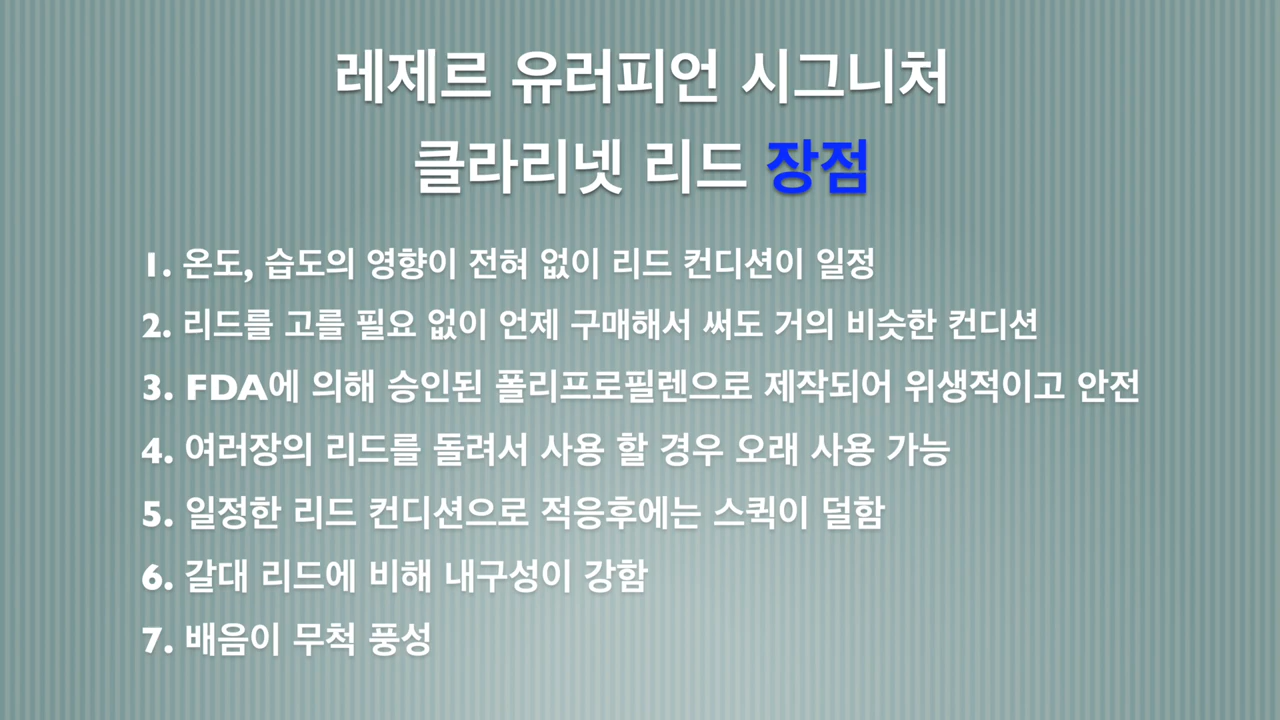 레제르 유러피언 시그니처
클라리넷 리드 장점
1. 온도, 습도의 영향이 전혀 없이 리드 컨디션이 일정
2. 리드를 고를 필요 없이 언제 구매해서 써도 거의 비슷한 컨디션
3. FDA에 의해 승인된 폴리프로필렌으로 제작되어 위생적이고 안전
4. 여러장의 리드를 돌려서 사용 할 경우 오래 사용 가능
5. 일정한 리드 컨디션으로 적응후에는 스퀵이 덜함
6. 갈대 리드에 비해 내구성이 강함
7. 배음이 무척 풍성